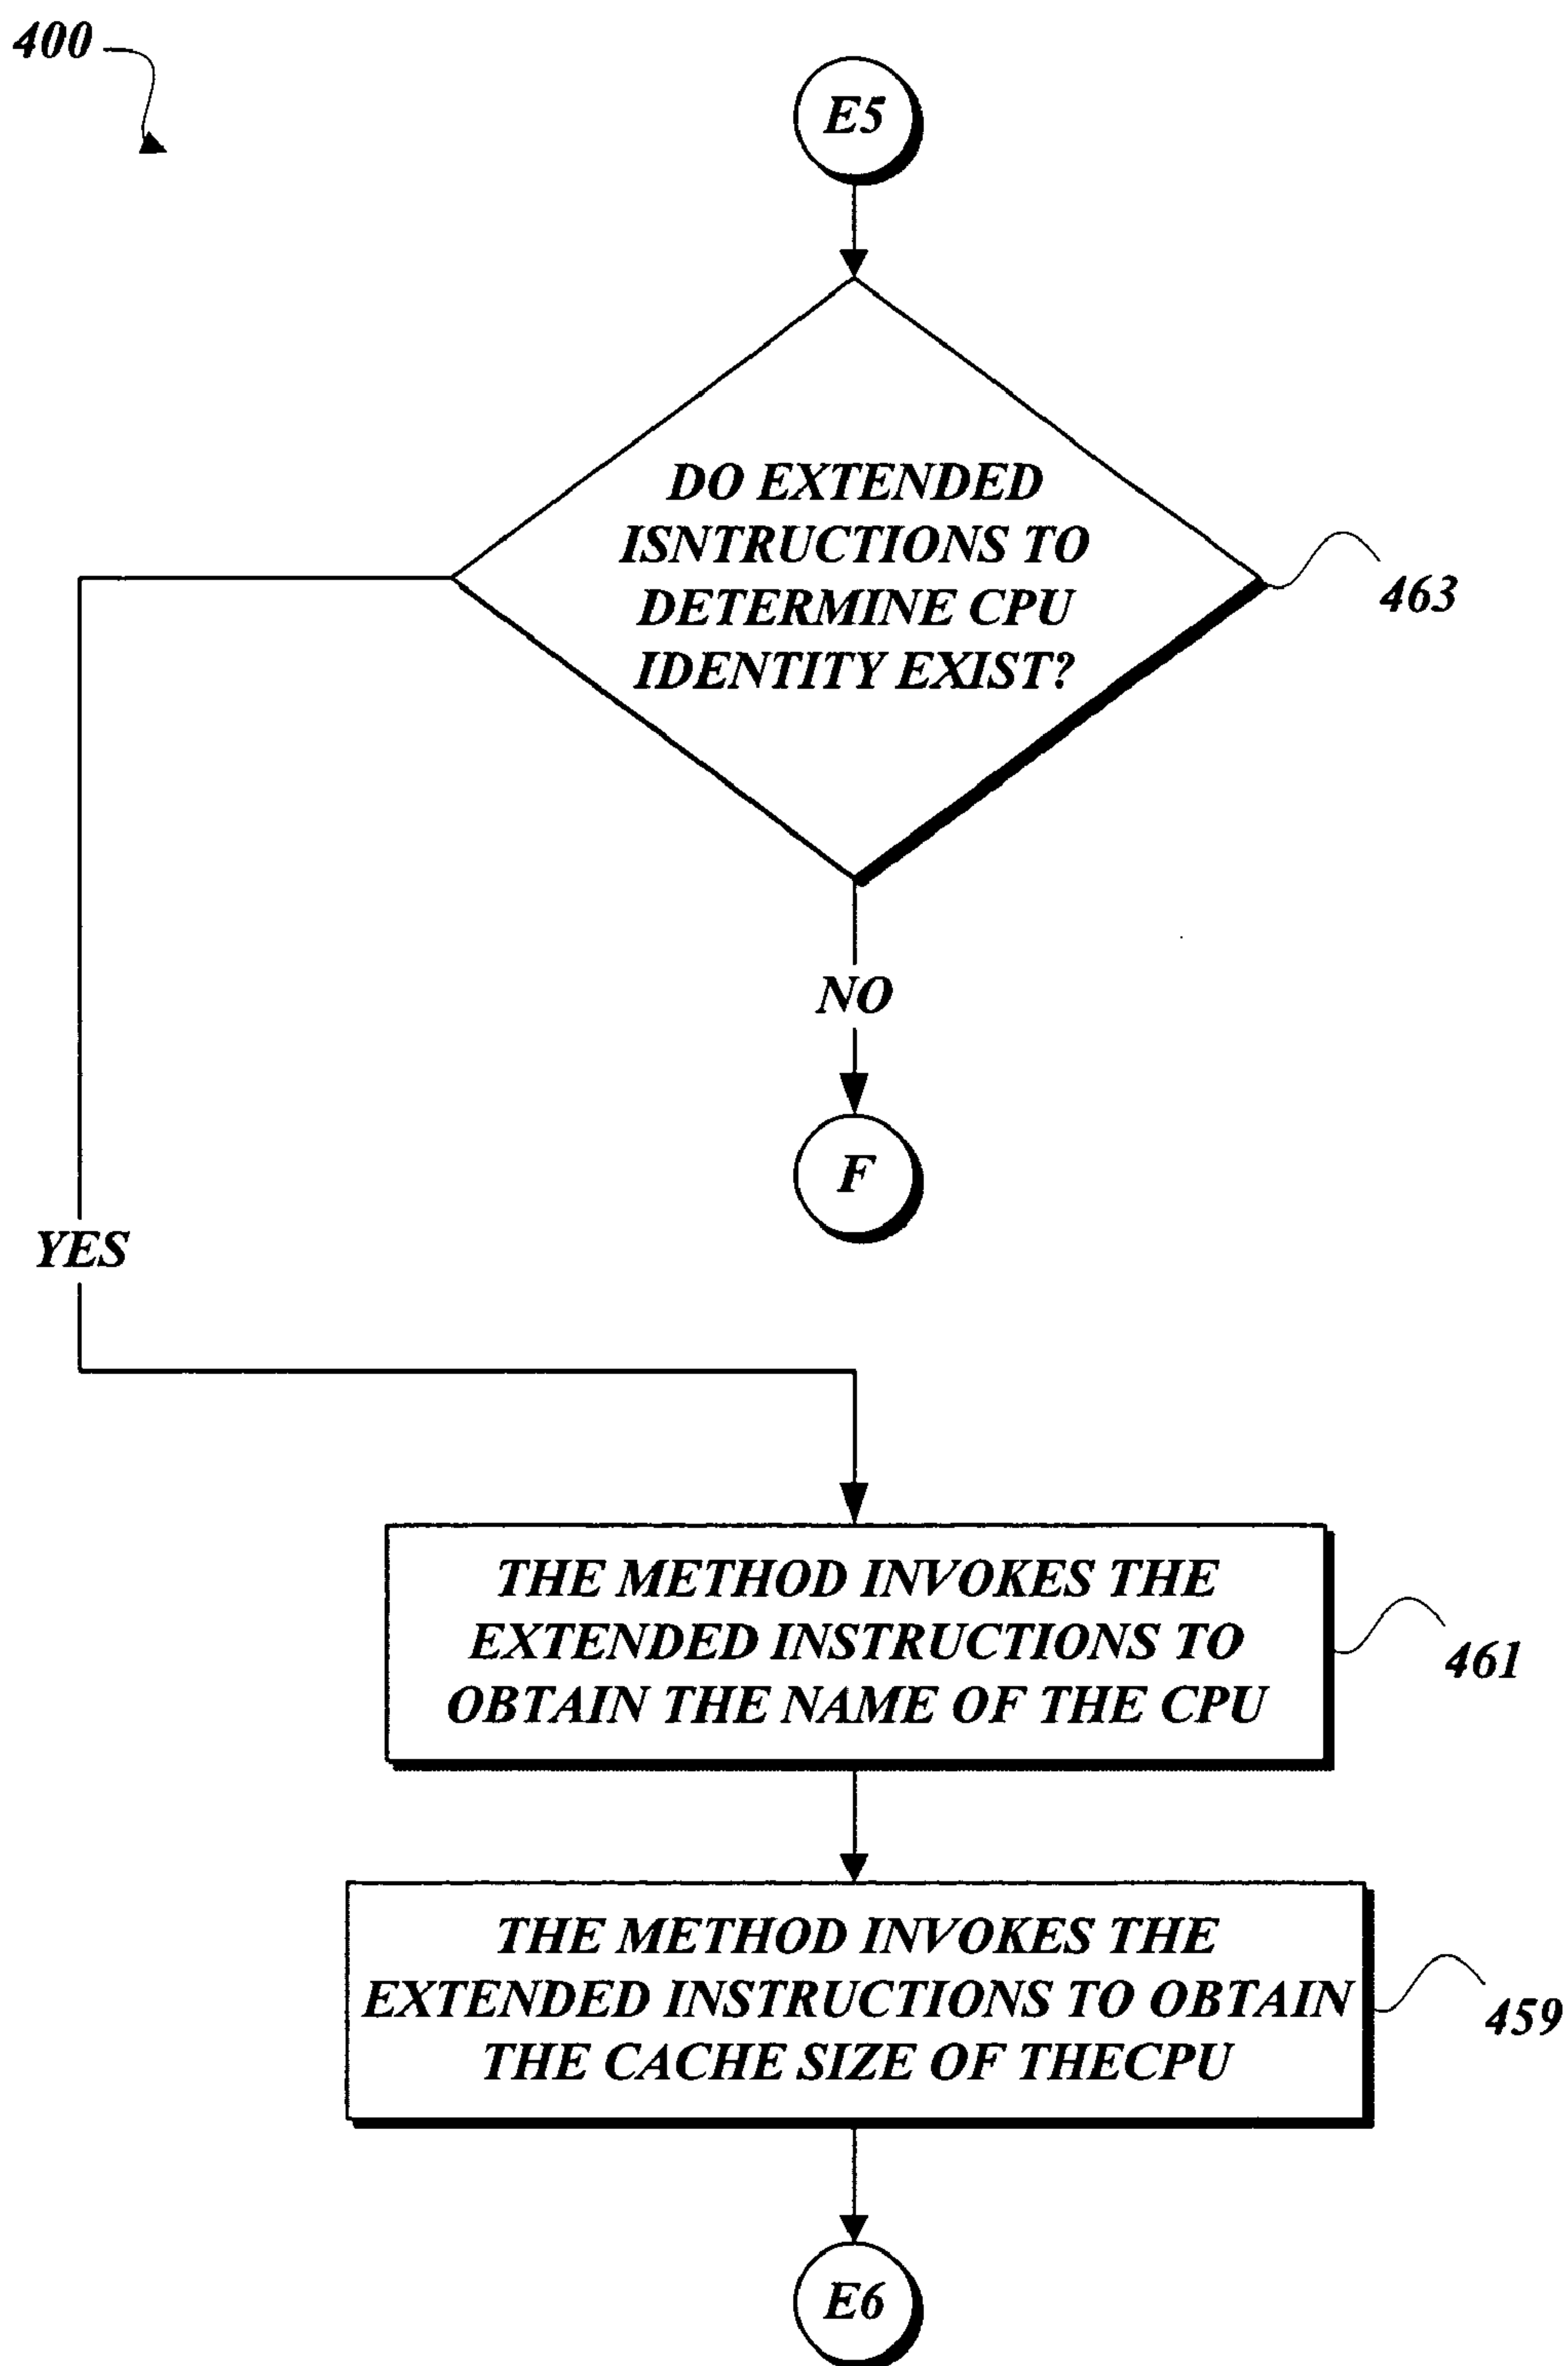 400
E5
DO EXTENDED
ISNTRUCTIONS TO
DETERMINE CPU
IDENTITY EXIST?
463
NO
F
YES
THE METHOD INVOKES THE
EXTENDED INSTRUCTIONS TO
OBTAIN THE NAME OF THE CPU
461
THE METHOD INVOKES THE
EXTENDED INSTRUCTIONS TO OBTAIN
THE CACHE SIZE OF THECPU
459
E6